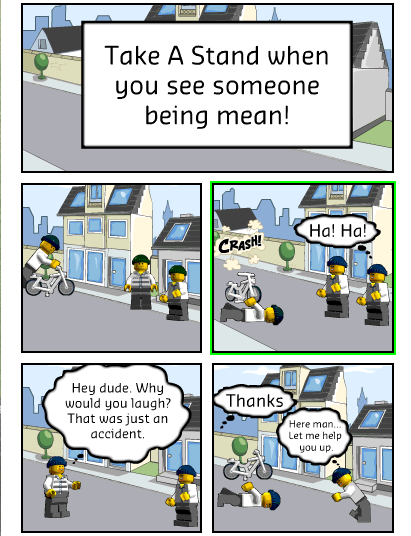 Take A Stand when
you see someone
being mean!
CRASH!
Ha! Ha!
Hey dude. Why
would you laugh?
That was just an
accident.
Thanks
Here man...
Let me help
you up.